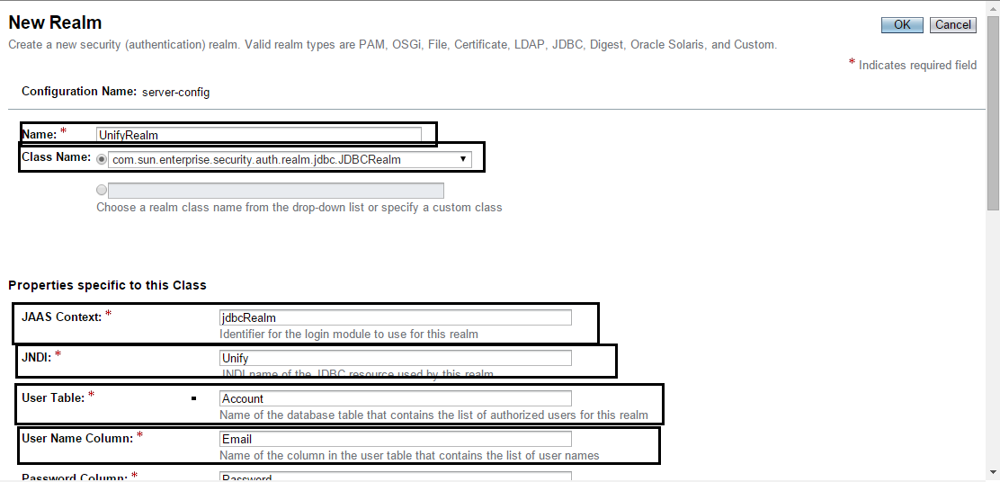 New Realm
OK Cancel
Create a new security (authentication) realm. Valid realm types are PAM, OSGi, File, Certificate, LDAP, JDBC, Digest, Oracle Solaris, and Custom.
* Indicates required field
Configuration Name: server-config
Name: * UnifyRealm
Class Name: com.sun.enterprise.security.auth.realm.jdbc.JDBCRealm
Choose a realm class name from the drop-down list or specify a custom class
Properties specific to this Class
JAAS Context: * jdbcRealm
Identifier for the login module to use for this realm
JNDI: * Unify
JNDI name of the JDBC resource used by this realm
User Table: * Account
Name of the database table that contains the list of authorized users for this realm
User Name Column: * Email
Name of the column in the user table that contains the list of user names
Password Column: * Password